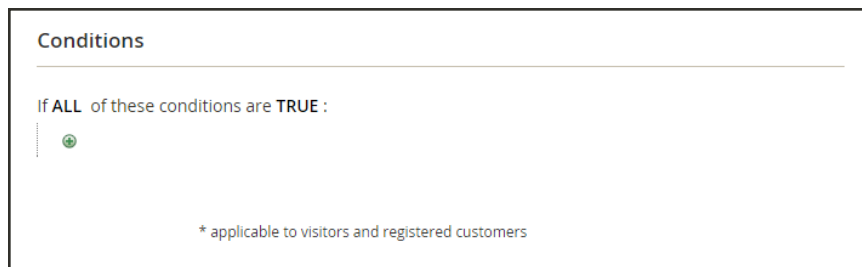 Conditions
If ALL of these conditions are TRUE :
* applicable to visitors and registered customers